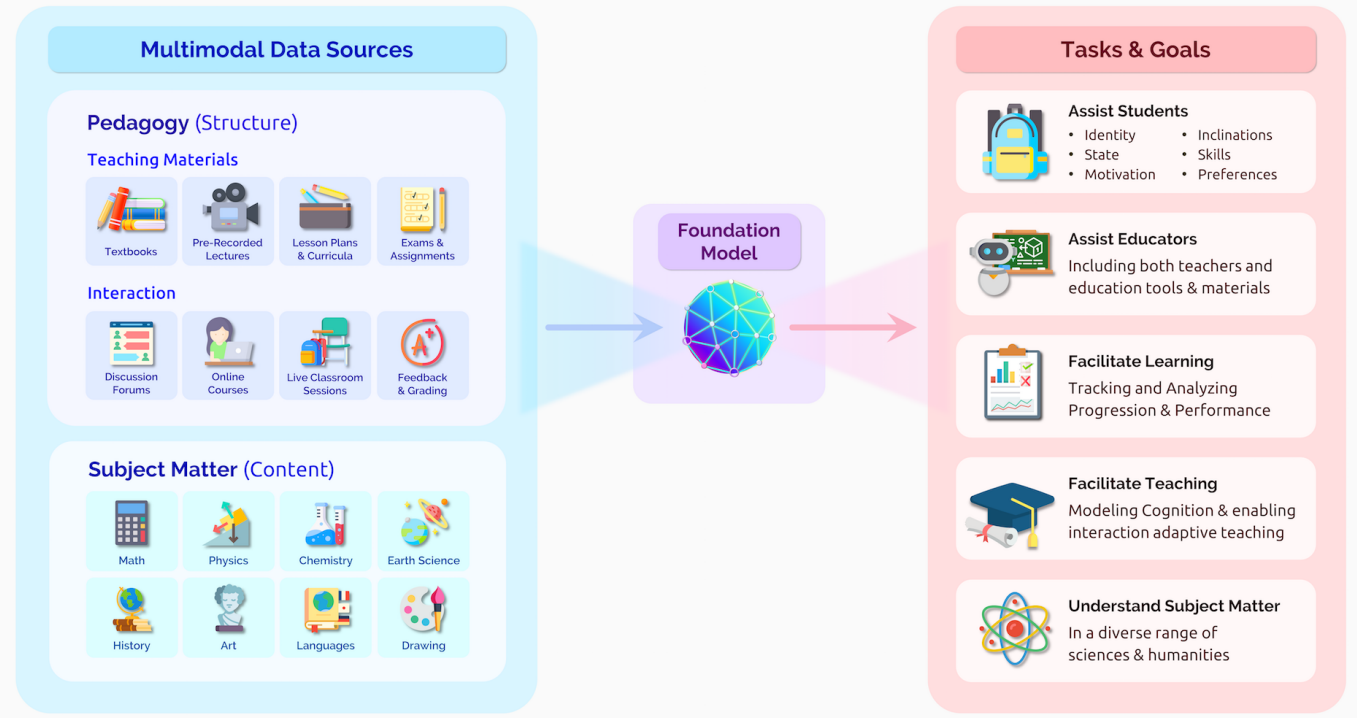 Multimodal Data Sources
Pedagogy (Structure)
Teaching Materials
Textbooks
Pre-Recorded
Lectures
Lesson Plans
& Curricula
Exams &
Assignments
Interaction
Discussion
Forums
Online
Courses
Live Classroom
Sessions
A+
Feedback
& Grading
Subject Matter (Content)
Math
Physics
Chemistry
Earth Science
History
Art
Languages
Drawing
Foundation
Model
Tasks & Goals
Assist Students
• Identity
• State
• Motivation
• Inclinations
• Skills
• Preferences
Assist Educators
Including both teachers and
education tools & materials
Facilitate Learning
Tracking and Analyzing
Progression & Performance
Facilitate Teaching
Modeling Cognition & enabling
interaction adaptive teaching
Understand Subject Matter
In a diverse range of
sciences & humanities